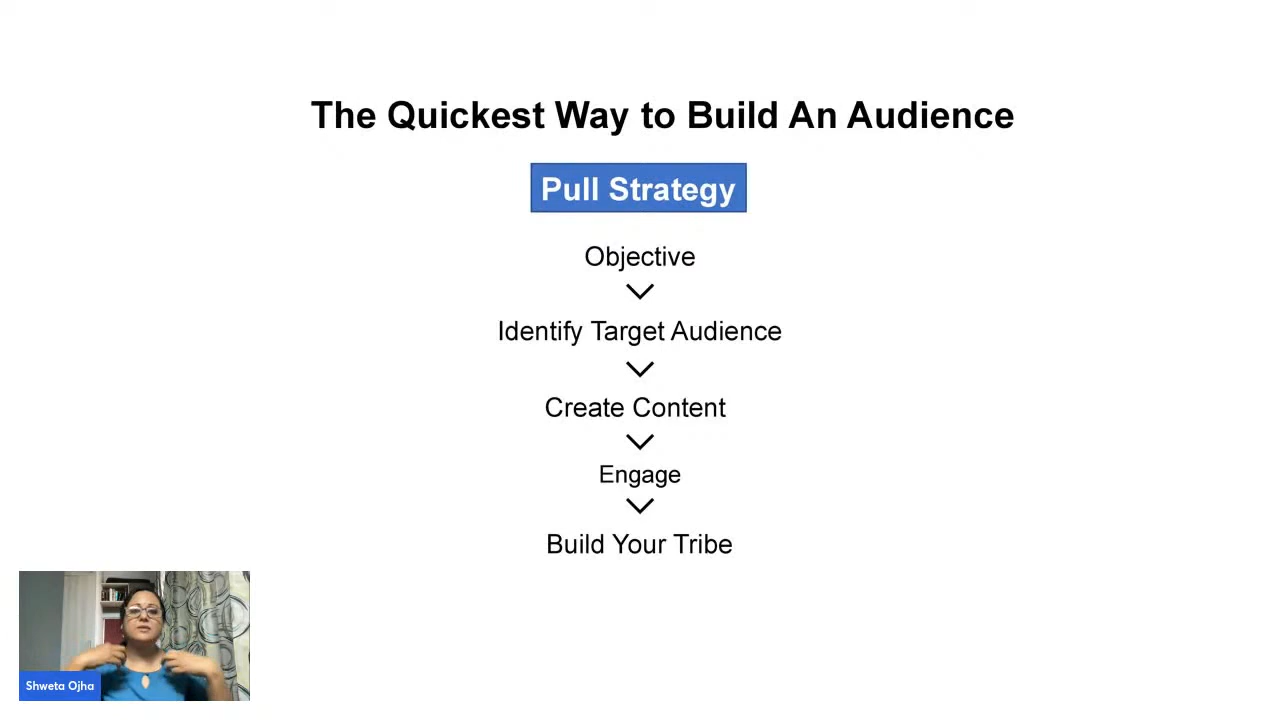 The Quickest Way to Build An Audience
Pull Strategy
Objective
Identify Target Audience
Create Content
Engage
Build Your Tribe
Shweta Ojha